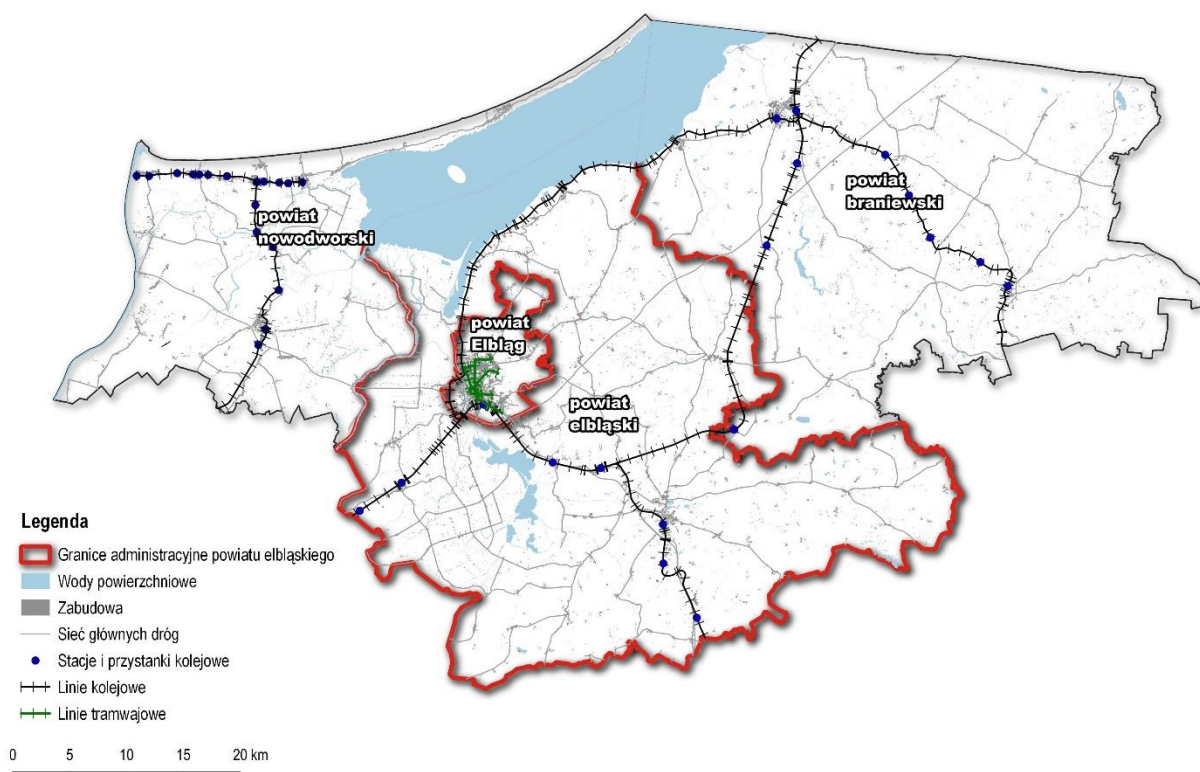 powiat
braniewski
powiat
nowodworski
powiat
Elbląg
powiat
elbląski
Legenda
Granice administracyjne powiatu elbląskiego
Wody powierzchniowe
Zabudowa
Sieć głównych dróg
Stacje i przystanki kolejowe
Linie kolejowe
Linie tramwajowe
0 5 10 15 20 km